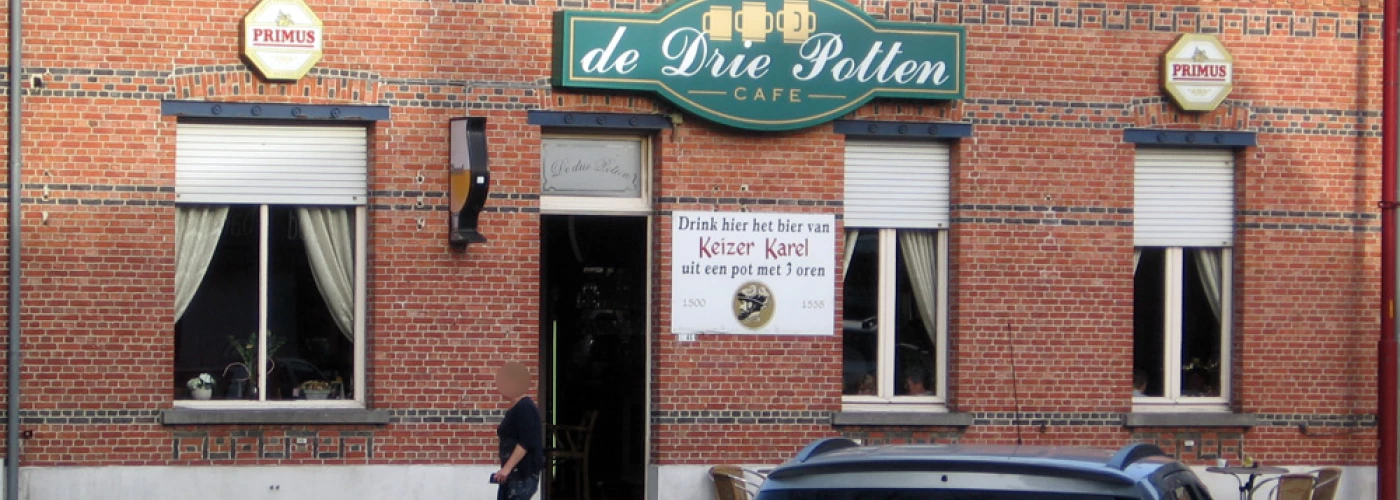 PRIMUS
de Drie Potten
CAFE
PRIMUS
De drie Potten
Drink hier het bier van
Keizer Karel
uit een pot met 3 oren
1500
1558